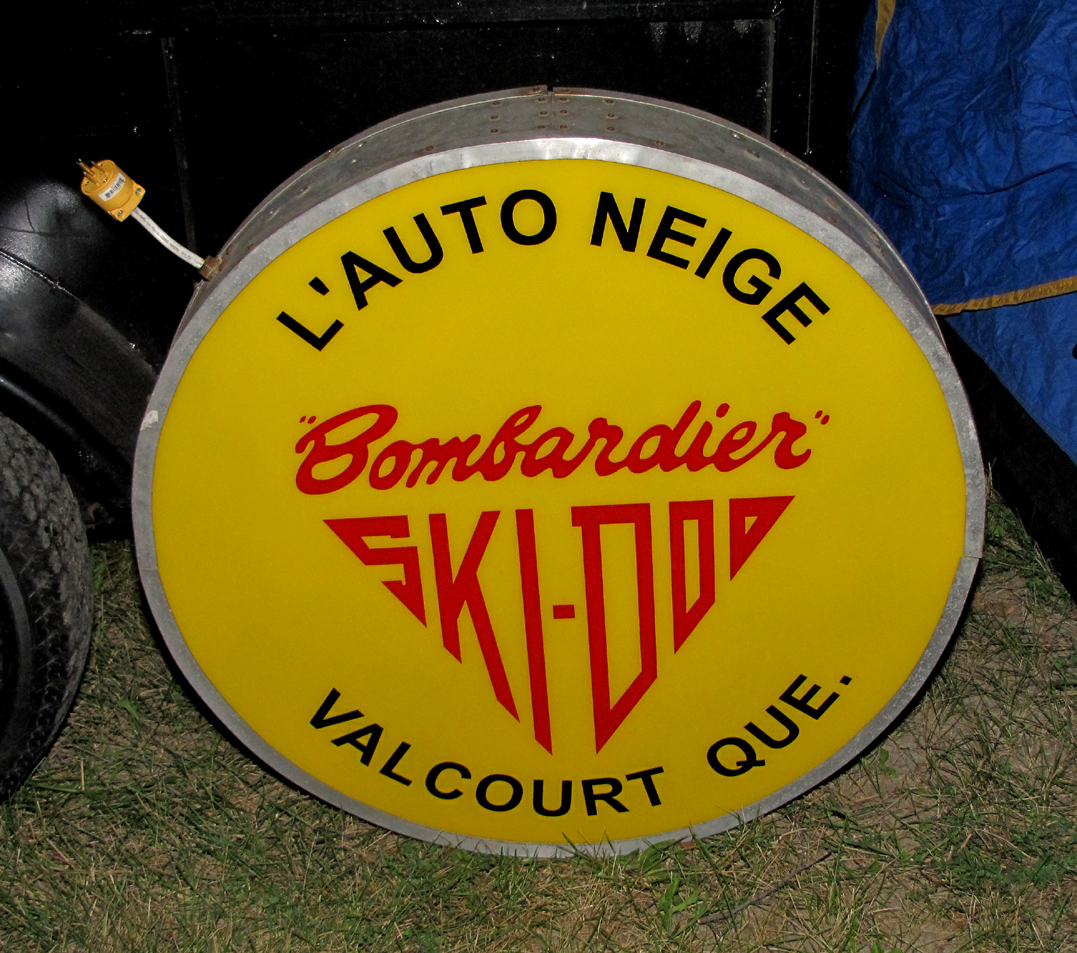 L'AUTO NEIGE
"Bombardier"
SKI-DOO
VALCOURT QUE.